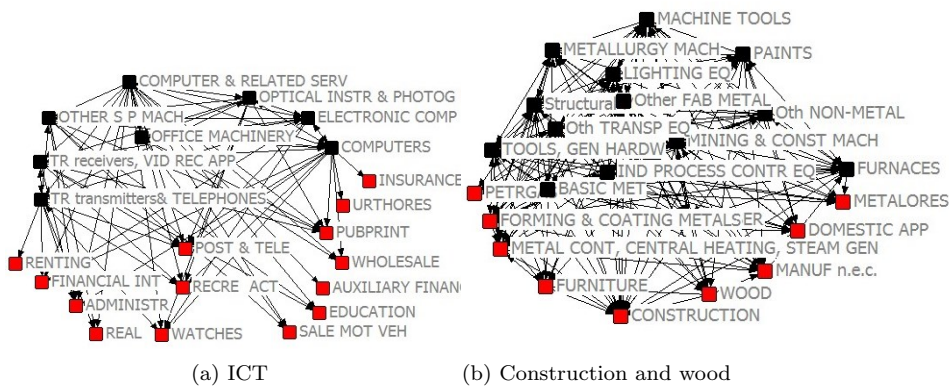 COMPUTER & RELATED SERV
OPTICAL INSTR & PHOTOG
OTHER S P MACH
ELECTRONIC COMP
OFFICE MACHINERY
COMPUTERS
TR receivers, VID REC APP
INSURANCE
TR transmitters& TELEPHONES
URTHORES
PUBPRINT
POST & TELE
RENTING
WHOLESALE
FINANCIAL INT
RECRE ACT
AUXILIARY FINANC
ADMINISTR
EDUCATION
REAL
WATCHES
SALE MOT VEH
(a) ICT
MACHINE TOOLS
METALLURGY MACH
PAINTS
LIGHTING EQ
Structural
Other FAB METAL
Oth NON-METAL
Oth TRANSP EQ
MINING & CONST MACH
TOOLS, GEN HARDW
IND PROCESS CONTR EQ
FURNACES
PETRG
BASIC MET
METALORES
FORMING & COATING METALS
ER
DOMESTIC APP
METAL CONT, CENTRAL HEATING, STEAM GEN
MANUF n.e.c.
FURNITURE
WOOD
CONSTRUCTION
(b) Construction and wood